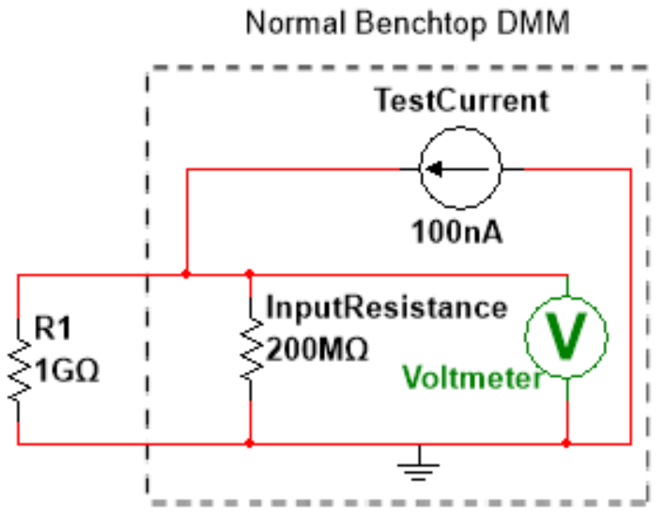 Normal Benchtop DMM
TestCurrent
100nA
R1
1GΩ
InputResistance
200MΩ
V
Voltmeter